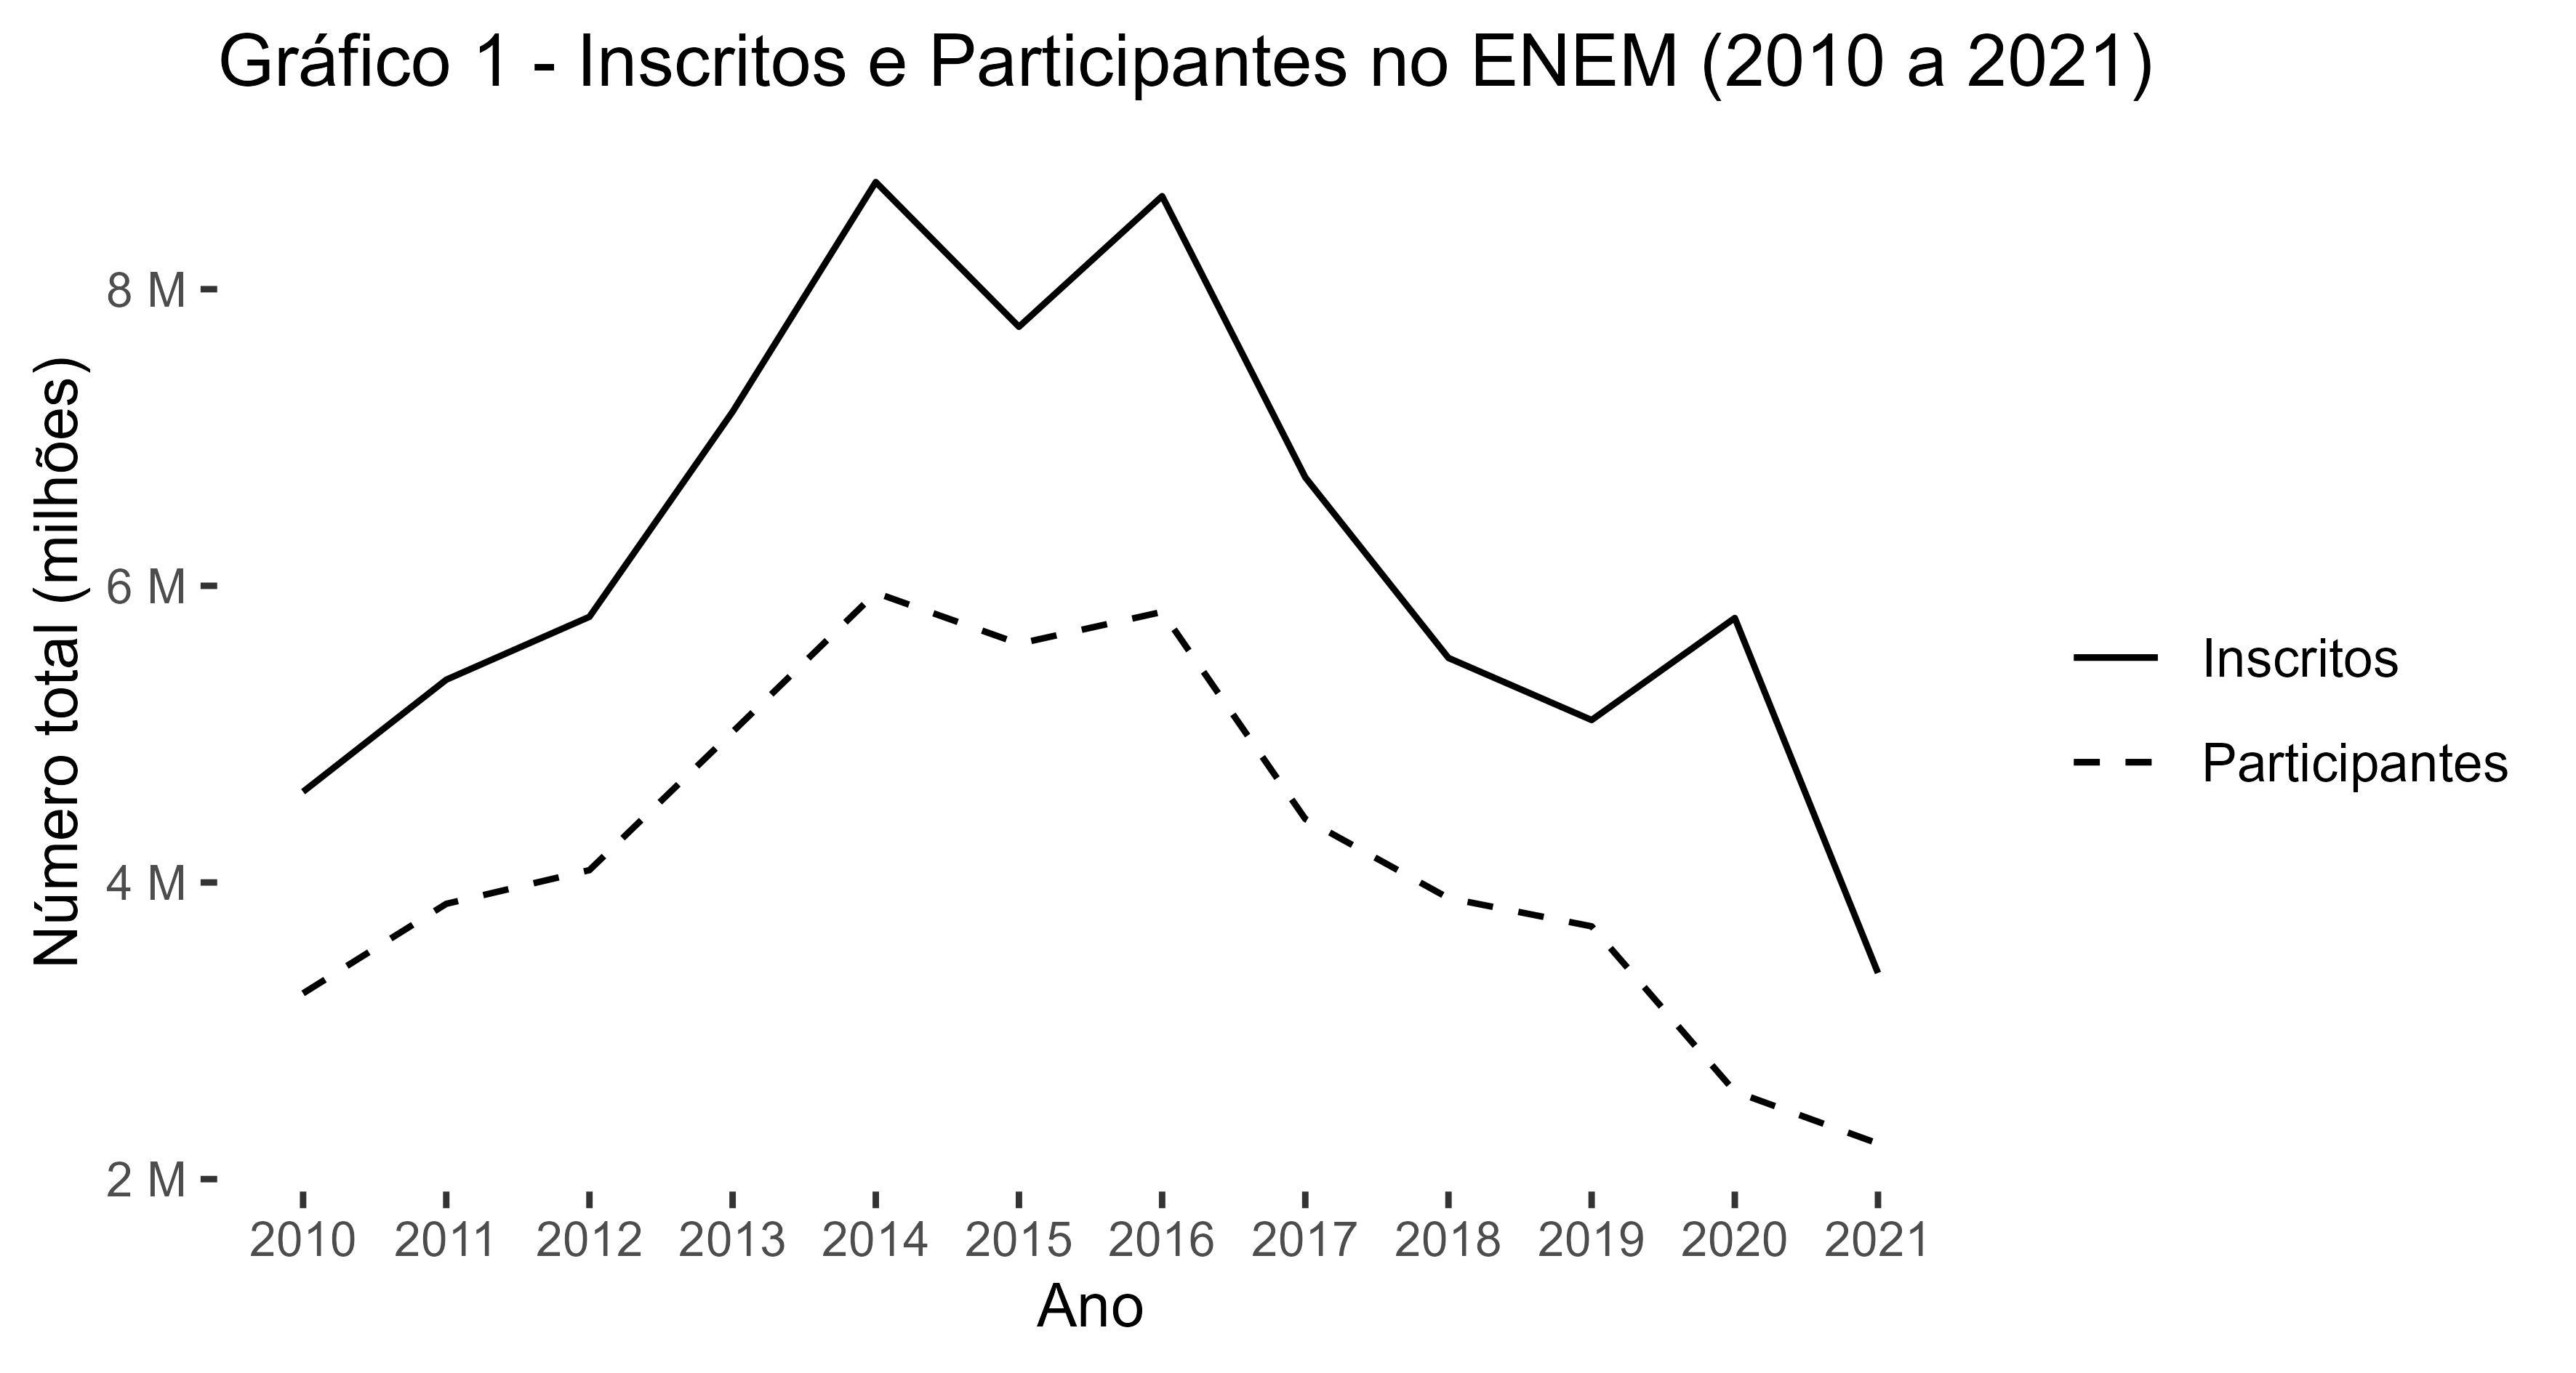 Gráfico 1 - Inscritos e Participantes no ENEM (2010 a 2021)
Número total (milhões)
8 M
6 M
4 M
2 M
2010 2011 2012 2013 2014 2015 2016 2017 2018 2019 2020 2021
Ano
Inscritos
Participantes